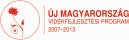 ÚJ MAGYARORSZÁG
VIDÉKFEJLESZTÉSI PROGRAM
2007–2013